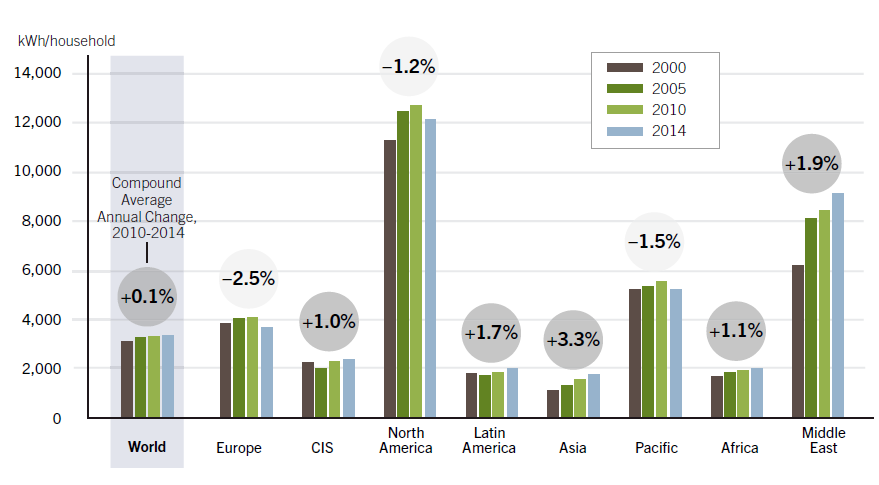 kWh/household
14,000
12,000
10,000
8,000
6,000
4,000
2,000
0
2000
2005
2010
2014
Compound
Average
Annual Change,
2010-2014
+0.1%
−2.5%
+1.0%
−1.2%
+1.7%
+3.3%
−1.5%
+1.1%
+1.9%
World
Europe
CIS
North
America
Latin
America
Asia
Pacific
Africa
Middle
East